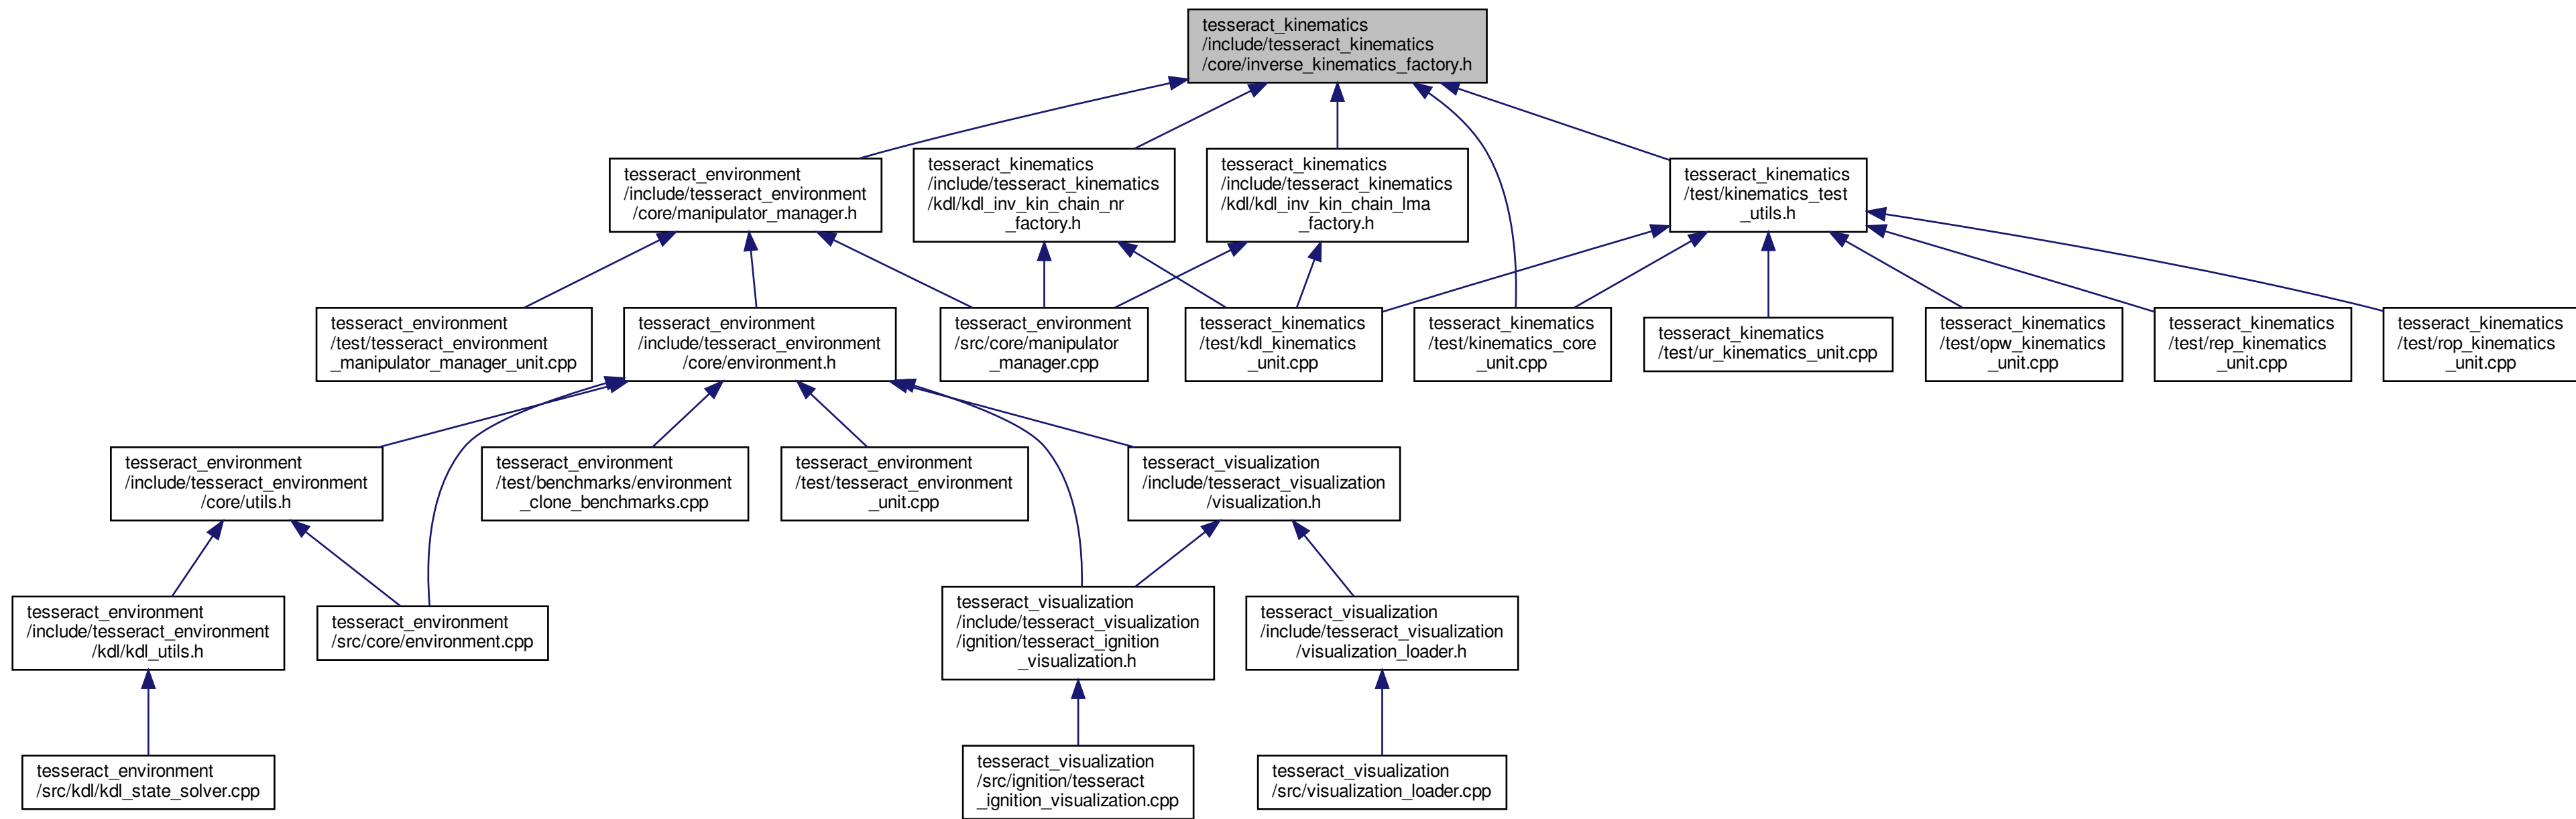 tesseract_kinematics
/include/tesseract_kinematics
/core/inverse_kinematics_factory.h
tesseract_environment
/include/tesseract_environment
/core/manipulator_manager.h
tesseract_kinematics
/include/tesseract_kinematics
/kdl/kdl_inv_kin_chain_nr
_factory.h
tesseract_kinematics
/include/tesseract_kinematics
/kdl/kdl_inv_kin_chain_lma
_factory.h
tesseract_kinematics
/test/kinematics_test
_utils.h
tesseract_environment
/test/tesseract_environment
_manipulator_manager_unit.cpp
tesseract_environment
/include/tesseract_environment
/core/environment.h
tesseract_environment
/src/core/manipulator
_manager.cpp
tesseract_kinematics
/test/kdl_kinematics
_unit.cpp
tesseract_kinematics
/test/kinematics_core
_unit.cpp
tesseract_kinematics
/test/ur_kinematics_unit.cpp
tesseract_kinematics
/test/opw_kinematics
_unit.cpp
tesseract_kinematics
/test/rep_kinematics
_unit.cpp
tesseract_kinematics
/test/rop_kinematics
_unit.cpp
tesseract_environment
/include/tesseract_environment
/core/utils.h
tesseract_environment
/test/benchmarks/environment
_clone_benchmarks.cpp
tesseract_environment
/test/tesseract_environment
_unit.cpp
tesseract_visualization
/include/tesseract_visualization
/visualization.h
tesseract_environment
/include/tesseract_environment
/kdl/kdl_utils.h
tesseract_environment
/src/core/environment.cpp
tesseract_visualization
/include/tesseract_visualization
/ignition/tesseract_ignition
_visualization.h
tesseract_visualization
/include/tesseract_visualization
/visualization_loader.h
tesseract_environment
/src/kdl/kdl_state_solver.cpp
tesseract_visualization
/src/ignition/tesseract
_ignition_visualization.cpp
tesseract_visualization
/src/visualization_loader.cpp